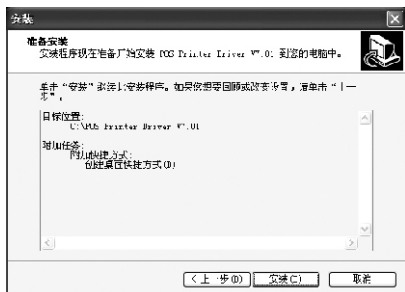 安装
准备安装
安装程序现在准备开始安装 POS Printer Driver V7.01 到您的电脑中。
单击“安装”继续此安装程序。如果您想要回顾或改变设置，请单击“上一
步”。
目标位置：
C:\POS Printer Driver V7.01
附加任务：
附加快捷方式：
创建桌面快捷方式(D)
<上一步(B) 安装(I) 取消